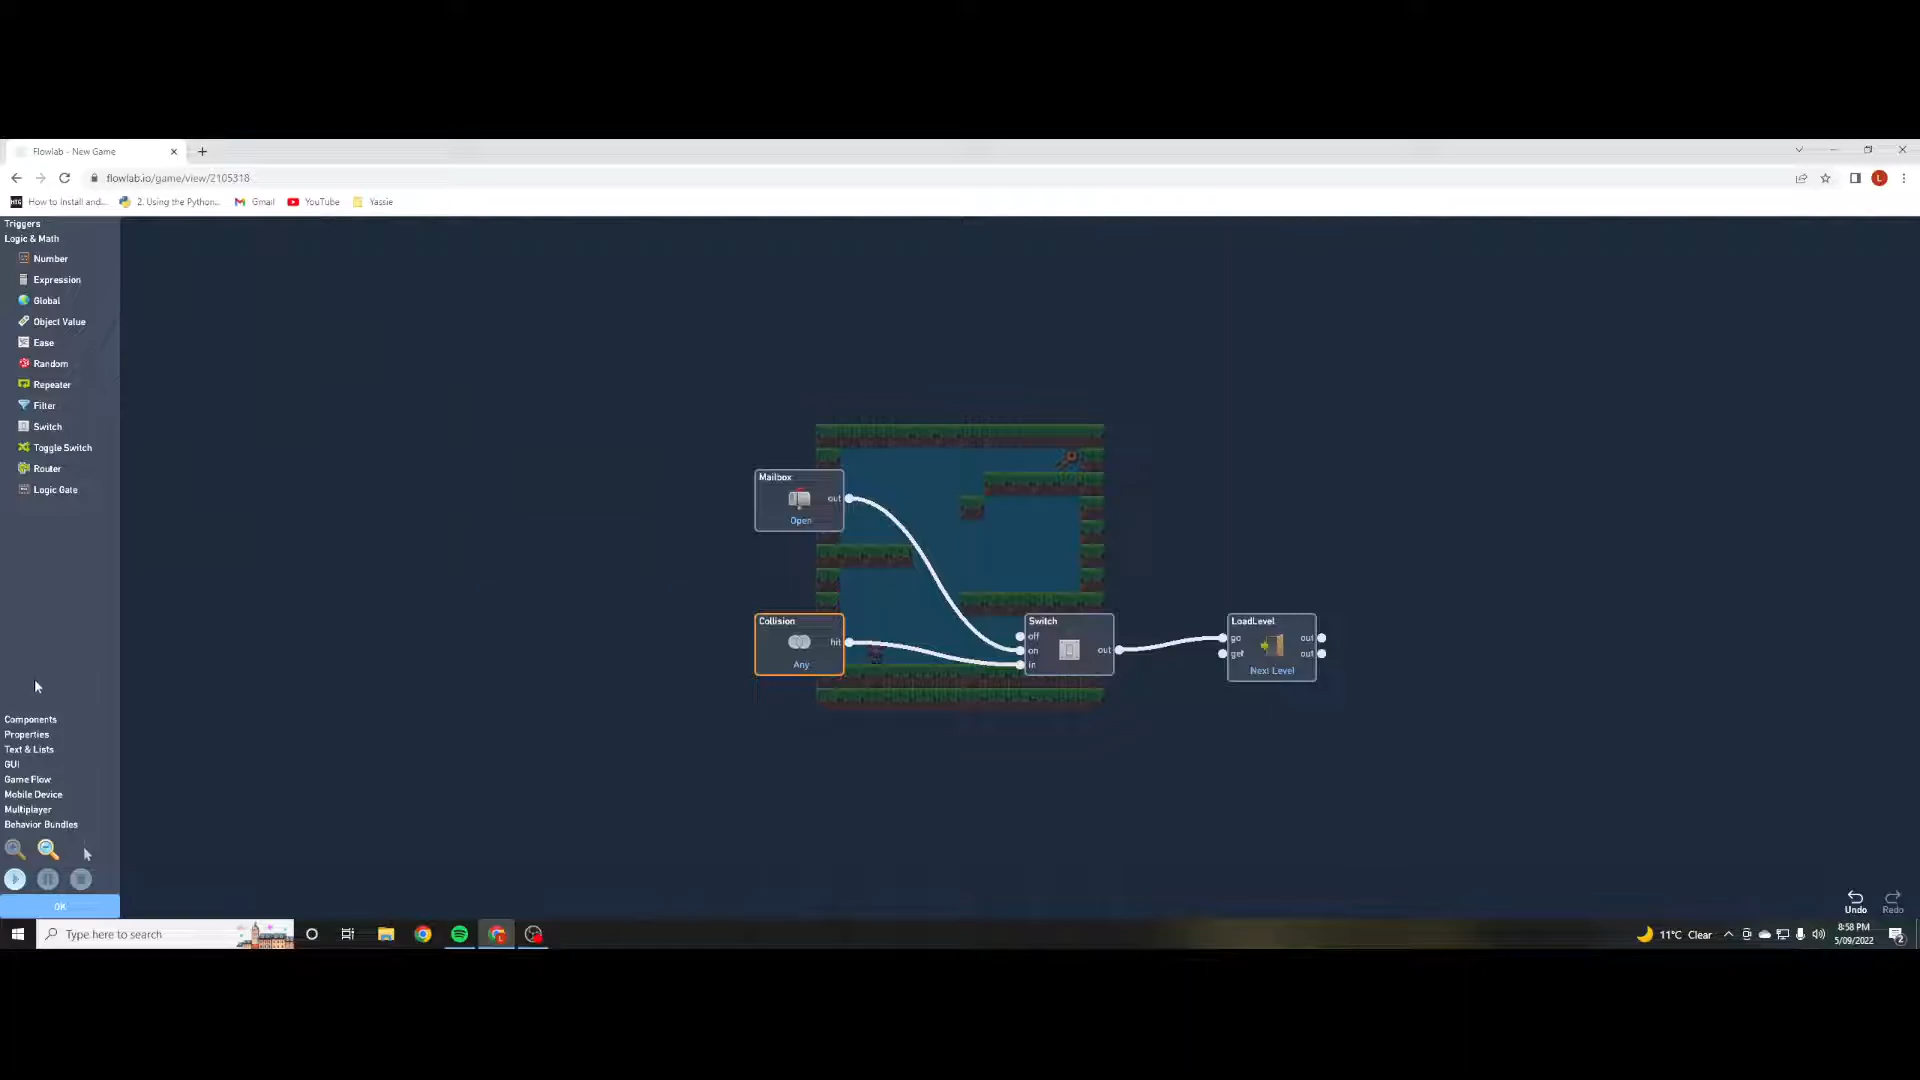 Flowlab - New Game
flowlab.io/game/view/2105318
L
How to install and...
2. Using the Python...
Gmail
YouTube
Yassie
Triggers
Logic & Math
Number
Expression
Global
Object Value
Ease
Random
Repeater
Filter
Switch
Toggle Switch
Router
Logic Gate
Mailbox
out
Open
Collision
hit
Any
Switch
off
on
in
out
LoadLevel
go out
get out
Next Level
Components
Properties
Text & Lists
GUI
Game Flow
Mobile Device
Multiplayer
Behavior Bundles
OK
Undo
Redo
Type here to search
11°C Clear
8:58 PM
5/09/2022
2